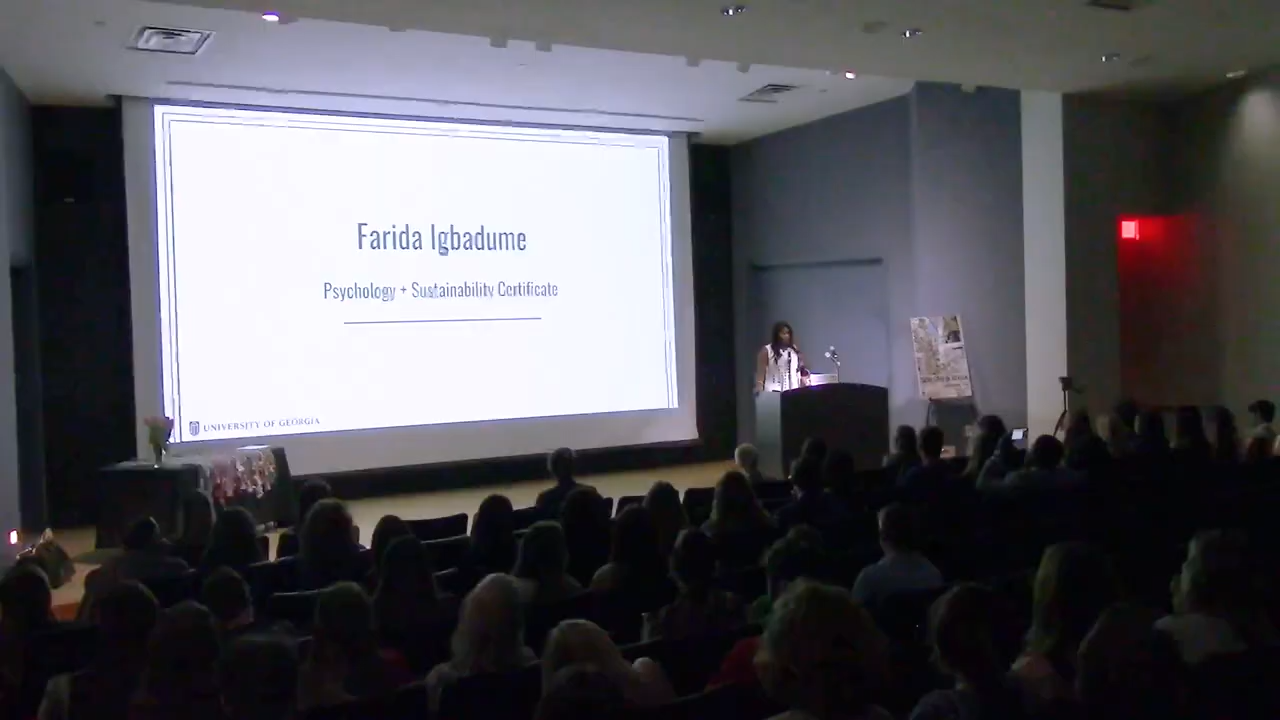 Farida Igbadume
Psychology + Sustainability Certificate
UNIVERSITY OF GEORGIA